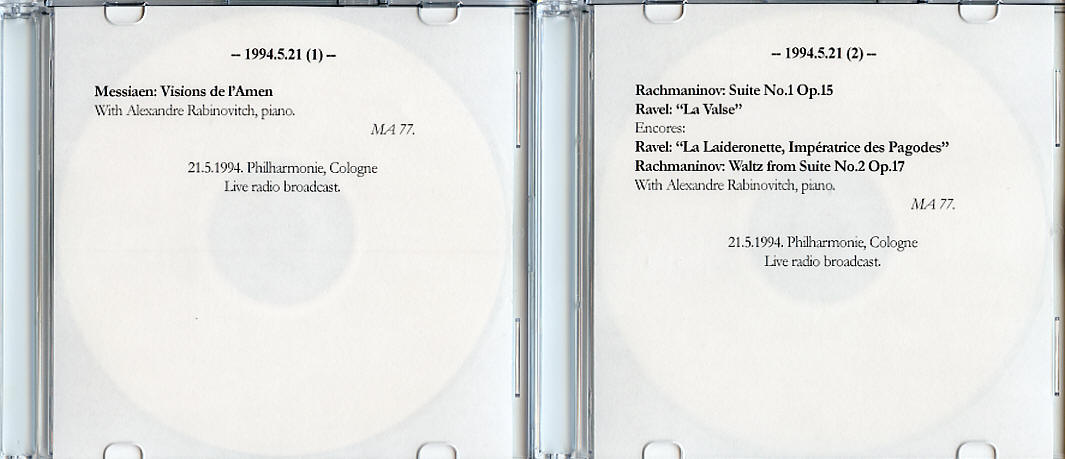 -- 1994.5.21 (1) --
Messiaen: Visions de l'Amen
With Alexandre Rabinovitch, piano.
MA 77.
21.5.1994. Philharmonie, Cologne
Live radio broadcast.
-- 1994.5.21 (2) --
Rachmaninov: Suite No.1 Op.15
Ravel: “La Valse”
Encores:
Ravel: “La Laideronette, Impératrice des Pagodes”
Rachmaninov: Waltz from Suite No.2 Op.17
With Alexandre Rabinovitch, piano.
MA 77.
21.5.1994. Philharmonie, Cologne
Live radio broadcast.